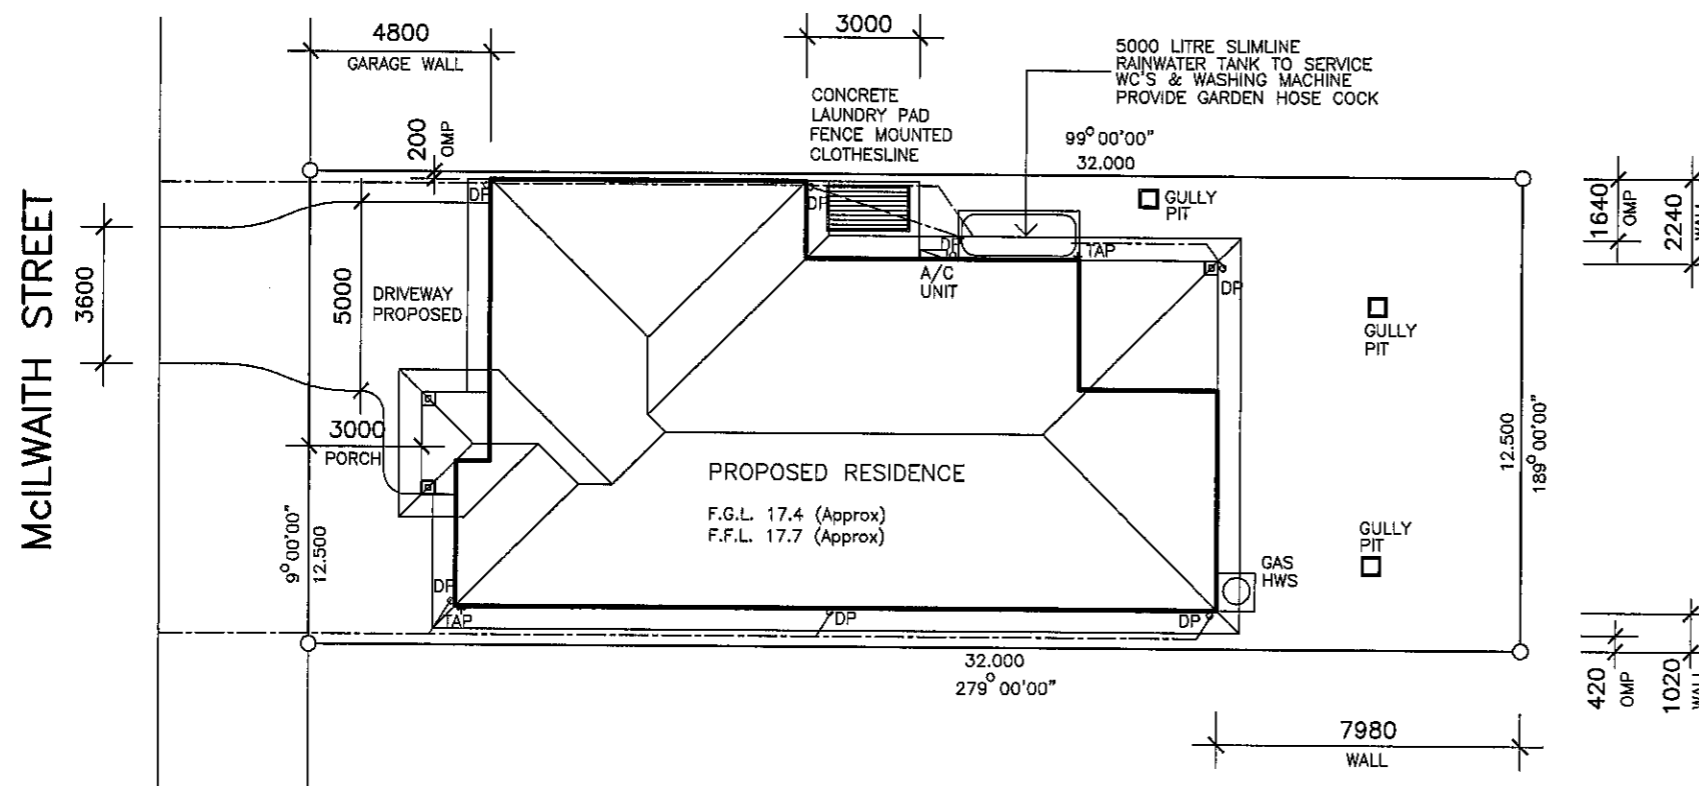 4800
GARAGE WALL
3000
5000 LITRE SLIMLINE
RAINWATER TANK TO SERVICE
WC'S & WASHING MACHINE
PROVIDE GARDEN HOSE COCK
CONCRETE
LAUNDRY PAD
FENCE MOUNTED
CLOTHESLINE
200
OMP
99° 00'00"
32.000
McILWAITH STREET
3600
5000
DRIVEWAY
PROPOSED
DP
DP
DP
A/C
UNIT
TAP
DP
GULLY
PIT
1640
OMP
2240
WALL
GULLY
PIT
3000
PORCH
PROPOSED RESIDENCE
F.G.L. 17.4 (Approx)
F.F.L. 17.7 (Approx)
12.500
189° 00'00"
9° 00'00"
12.500
GULLY
PIT
GAS
HWS
DP
TAP
DP
DP
32.000
279° 00'00"
420
OMP
1020
WALL
7980
WALL